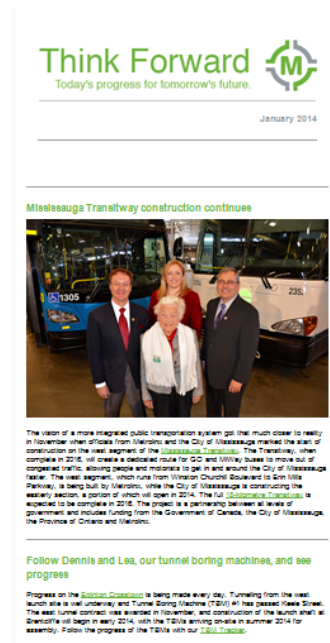 Think Forward
Today's progress for tomorrow's future.
M
January 2014
Mississauga Transitway construction continues
1305
2352
The vision of a more integrated public transportation system got that much closer to reality
in November when officials from Metrolinx and the City of Mississauga marked the start of
construction on the west segment of the Mississauga Transitway. The Transitway, when
complete in 2016, will create a dedicated route for GO and MiWay buses to move out of
congested traffic, allowing people and motorists to get in and around the City of Mississauga
faster. The west segment, which runs from Winston Churchill Boulevard to Erin Mills
Parkway, is being built by Metrolinx, while the City of Mississauga is constructing the
easterly section, a portion of which will open in 2014. The full 18-kilometre Transitway is
expected to be complete in 2016. The project is a partnership between all levels of
government and includes funding from the Government of Canada, the City of Mississauga,
the Province of Ontario and Metrolinx.
Follow Dennis and Lea, our tunnel boring machines, and see
progress
Progress on the Eglinton Crosstown is being made every day. Tunneling from the west
launch site is well underway and Tunnel Boring Machine (TBM) #1 has passed Keele Street.
The east tunnel contract was awarded in November, and construction of the launch shaft at
Brentcliffe will begin in early 2014, with the TBMs arriving on-site in summer 2014 for
assembly. Follow the progress of the TBMs with our TBM Tracker.